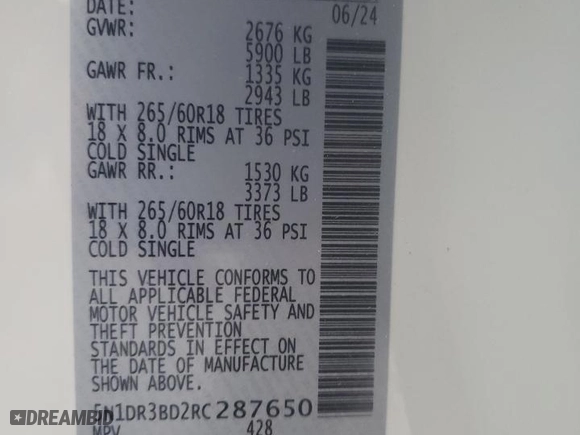 DATE: 06/24
GVWR: 2676 KG
5900 LB
GAWR FR.: 1335 KG
2943 LB
WITH 265/60R18 TIRES
18 X 8.0 RIMS AT 36 PSI
COLD SINGLE
GAWR RR.: 1530 KG
3373 LB
WITH 265/60R18 TIRES
18 X 8.0 RIMS AT 36 PSI
COLD SINGLE
THIS VEHICLE CONFORMS TO
ALL APPLICABLE FEDERAL
MOTOR VEHICLE SAFETY AND
THEFT PREVENTION
STANDARDS IN EFFECT ON
THE DATE OF MANUFACTURE
SHOWN ABOVE.
5N1DR3BD2RC287650
MPV 428
DREAMBID